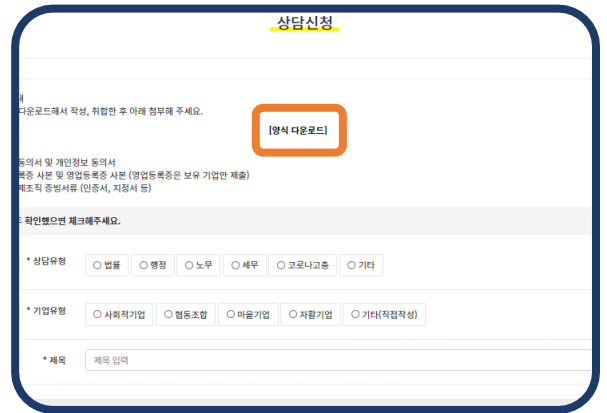 상담신청
다운로드해서 작성, 취합한 후 아래 첨부해 주세요.
[양식 다운로드]
동의서 및 개인정보 동의서
록증 사본 및 영업등록증 사본 (영업등록증은 보유 기업만 제출)
제조직 증빙서류 (인증서, 지정서 등)
확인했으면 체크해주세요.
* 상담유형 법률 행정 노무 세무 코로나고충 기타
* 기업유형 사회적기업 협동조합 마을기업 자활기업 기타(직접작성)
* 제목 제목 입력